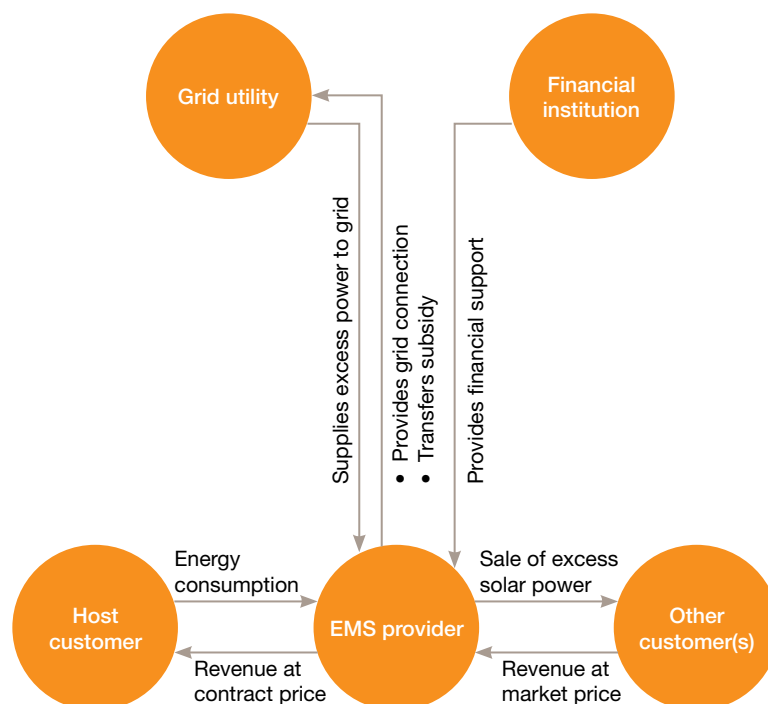 Grid utility
Financial
institution
Supplies excess power to grid
• Provides grid connection
• Transfers subsidy
Provides financial support
Energy
consumption
Sale of excess
solar power
Host
customer
EMS provider
Other
customer(s)
Revenue at
contract price
Revenue at
market price